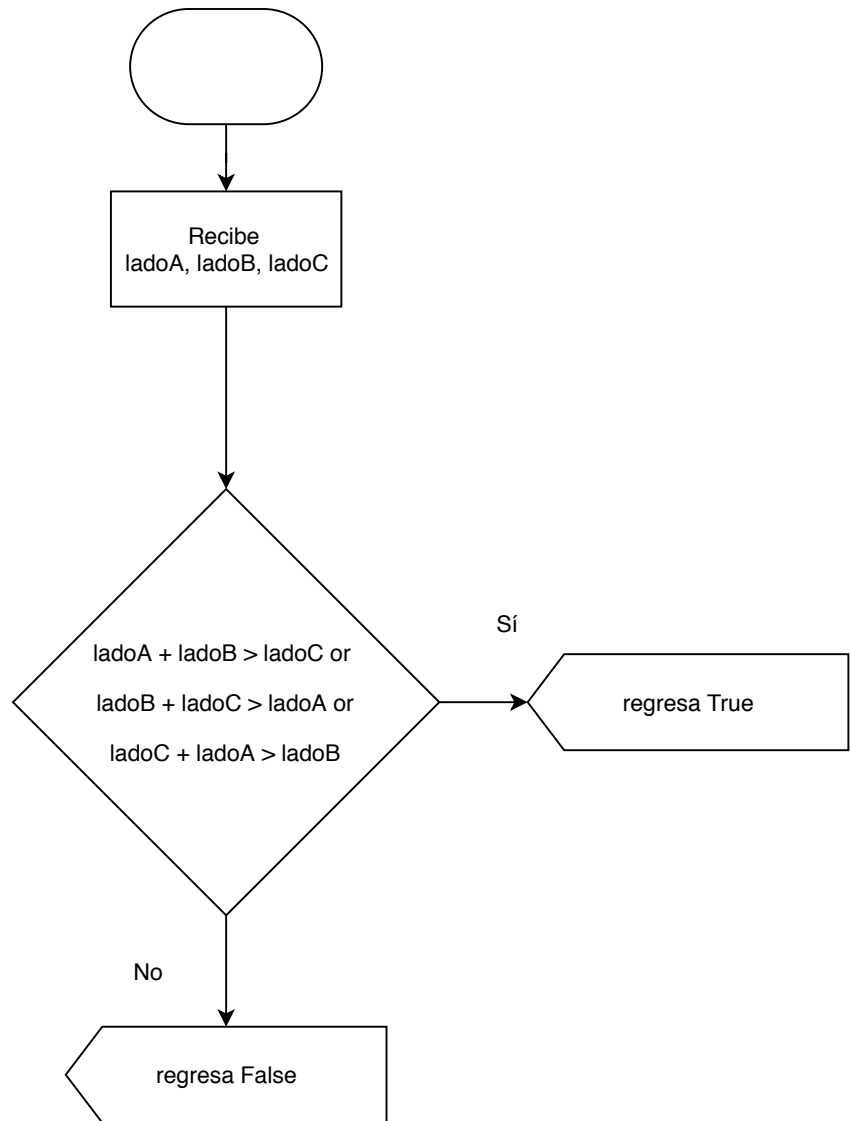 Recibe
ladoA, ladoB, ladoC
ladoA + ladoB > ladoC or
ladoB + ladoC > ladoA or
ladoC + ladoA > ladoB
Sí
regresa True
No
regresa False